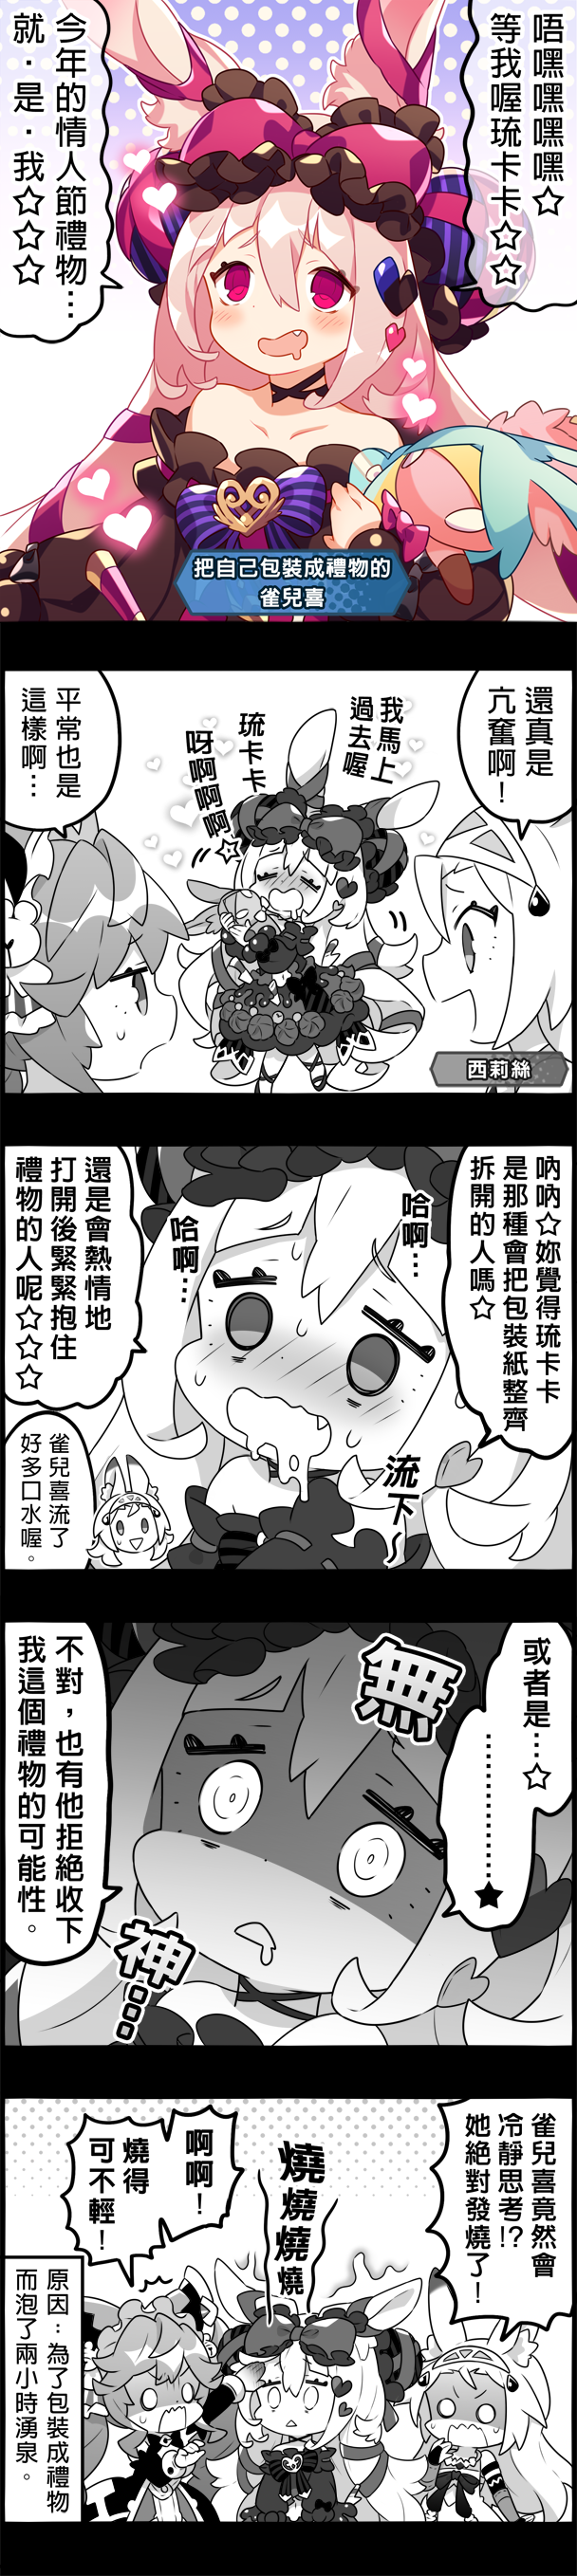 唔嘿嘿嘿嘿☆
等我喔琉卡卡☆☆
今年的情人節禮物…
就．是．我☆☆☆
把自己包裝成禮物的
雀兒喜
還真是
亢奮啊！
我馬上
過去喔
琉卡卡
呀啊啊啊☆
平常也是
這樣啊…
西莉絲
吶吶☆妳覺得琉卡卡
是那種會把包裝紙整齊
拆開的人嗎☆
哈啊…
哈啊…
還是會熱情地
打開後緊緊抱住
禮物的人呢☆☆☆
流下～
雀兒喜流了
好多口水喔。
或者是…☆
……………★
無
神
不對，也有他拒絕收下
我這個禮物的可能性。
雀兒喜竟然會
冷靜思考!?
她絕對發燒了！
燒燒燒燒
啊啊！
燒得
可不輕！
原因：為了包裝成禮物
而泡了兩小時湧泉。